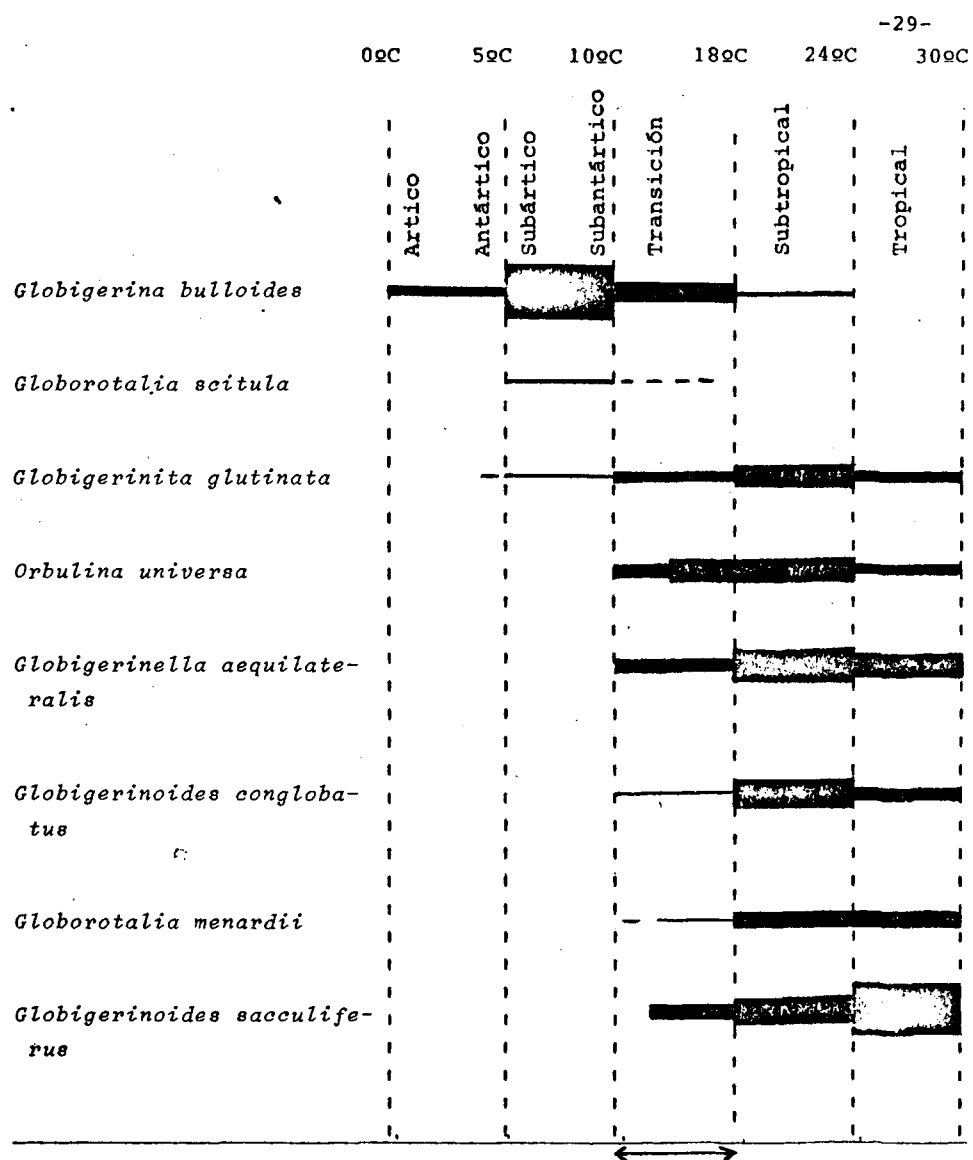 -29-
0ºC 5ºC 10ºC 18ºC 24ºC 30ºC
Artico
Antártico
Subártico
Subantártico
Transición
Subtropical
Tropical
Globigerina bulloides
Globorotalia scitula
Globigerinita glutinata
Orbulina universa
Globigerinella aequilate-
ralis
Globigerinoides congloba-
tus
Globorotalia menardii
Globigerinoides sacculife-
rus